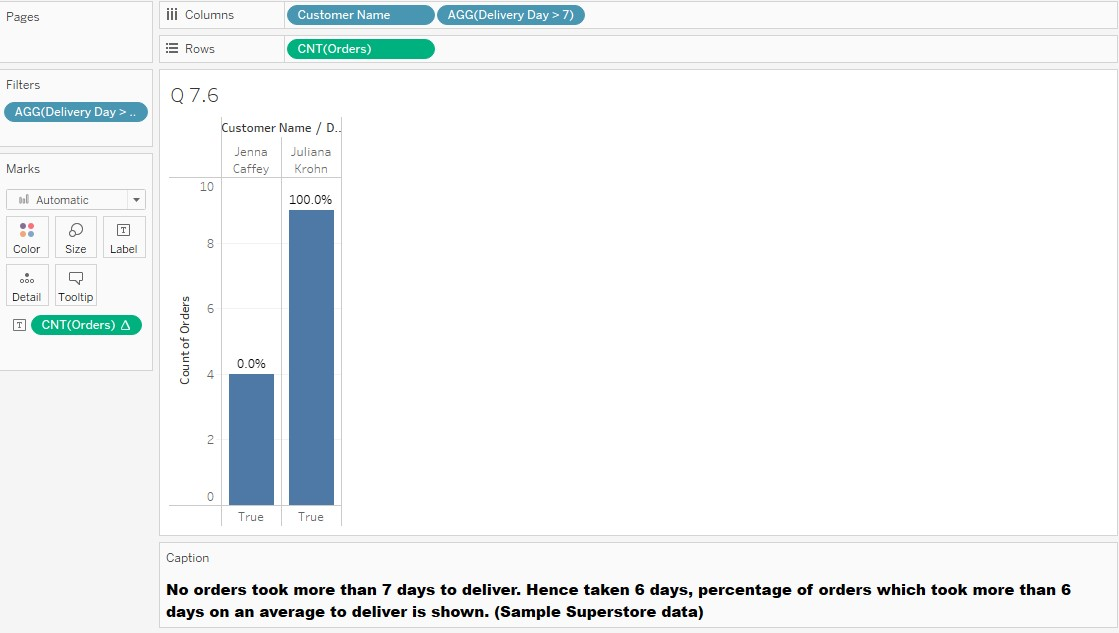 Pages
Columns
Customer Name
AGG(Delivery Day > 7)
Rows
CNT(Orders)
Filters
AGG(Delivery Day > ..
Marks
Automatic
Color
Size
Label
Detail
Tooltip
CNT(Orders) Δ
Q 7.6
Customer Name / D..
Jenna
Caffey
Juliana
Krohn
10
8
6
4
2
0
Count of Orders
0.0%
100.0%
True
True
Caption
No orders took more than 7 days to deliver. Hence taken 6 days, percentage of orders which took more than 6
days on an average to deliver is shown. (Sample Superstore data)